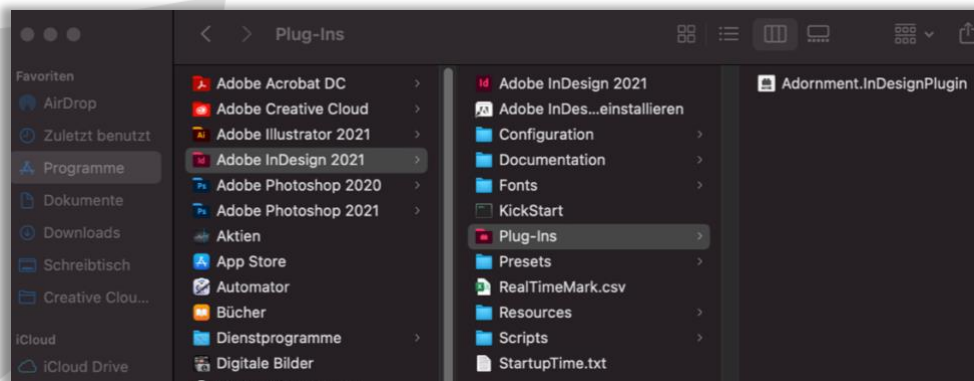 Plug-Ins
Favoriten
AirDrop
Zuletzt benutzt
Programme
Dokumente
Downloads
Schreibtisch
Creative Clou...
iCloud
iCloud Drive
Adobe Acrobat DC
Adobe Creative Cloud
Adobe Illustrator 2021
Adobe InDesign 2021
Adobe Photoshop 2020
Adobe Photoshop 2021
Aktien
App Store
Automator
Bücher
Dienstprogramme
Digitale Bilder
Adobe InDesign 2021
Adobe InDes...einstallieren
Configuration
Documentation
Fonts
KickStart
Plug-Ins
Presets
RealTimeMark.csv
Resources
Scripts
StartupTime.txt
Adornment.InDesignPlugin